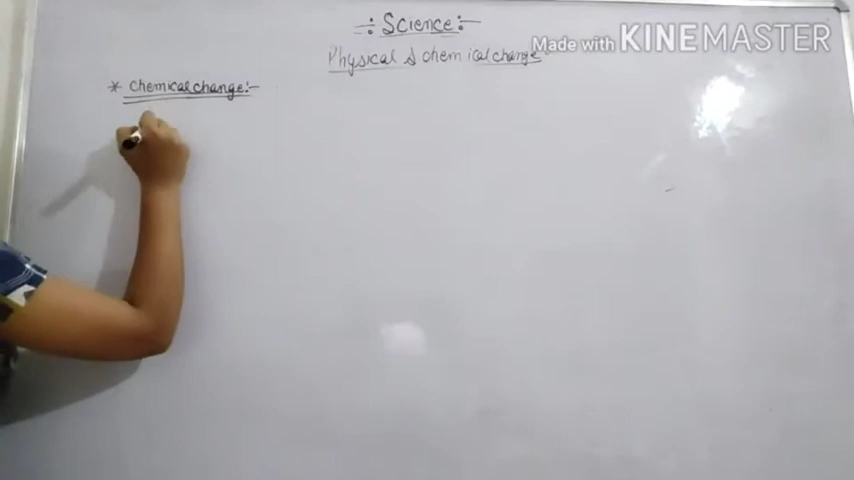 ÷ Science ÷
Physical & chemical change
Made with KINEMASTER
* Chemical change :-